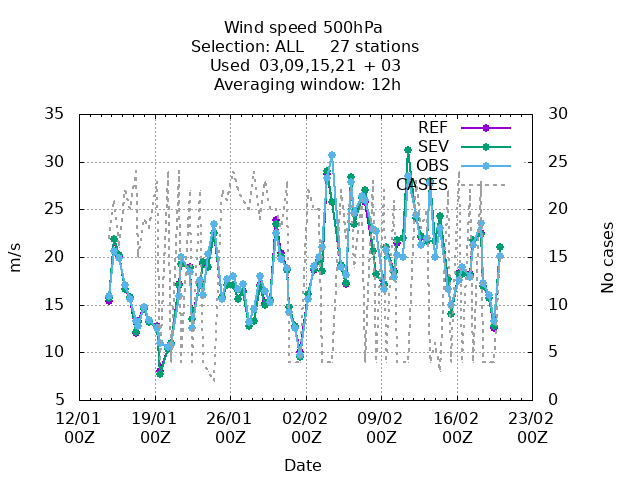 Wind speed 500hPa
Selection: ALL 27 stations
Used 03,09,15,21 + 03
Averaging window: 12h
35 30
REF
SEV
30 25
OBS
CASES
25 20
20 15
15 10
10 5
5 0
m/s
No cases
12/01 19/01 26/01 02/02 09/02 16/02 23/02
00Z 00Z 00Z 00Z 00Z 00Z 00Z
Date